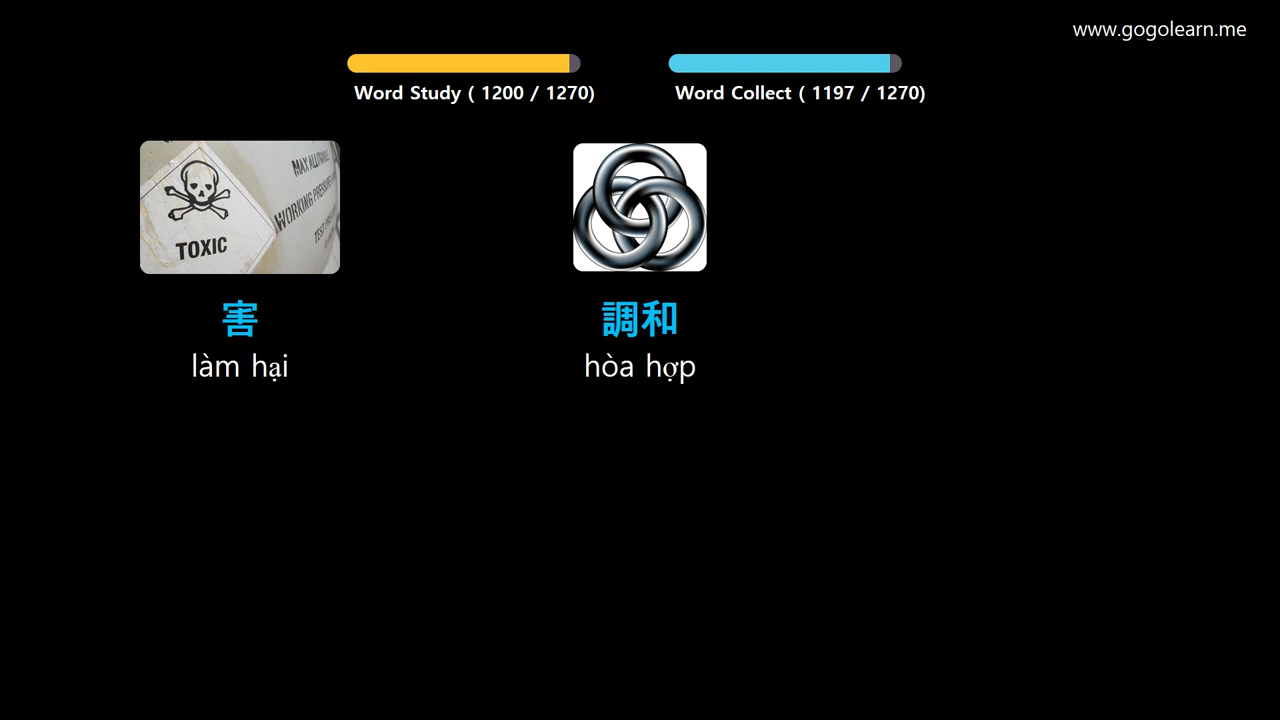 www.gogolearn.me
Word Study ( 1200 / 1270)
Word Collect ( 1197 / 1270)
TOXIC
害
làm hại
調和
hòa hợp